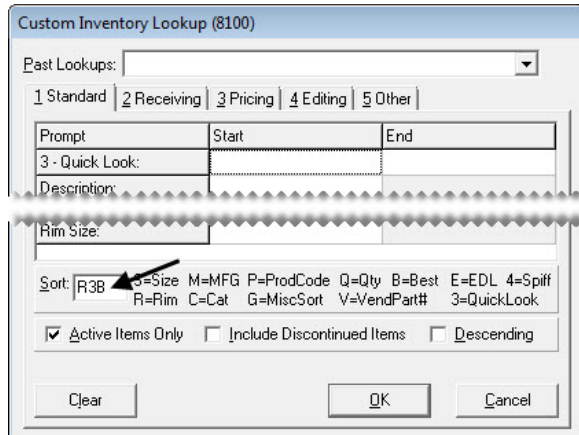 Custom Inventory Lookup (8100)
Past Lookups:
1 Standard 2 Receiving 3 Pricing 4 Editing 5 Other
Prompt Start End
3 - Quick Look:
Description:
Rim Size:
Sort: R3B S=Size M=MFG P=ProdCode Q=Qty B=Best E=EDL 4=Spiff
R=Rim C=Cat G=MiscSort V=VendPart# 3=QuickLook
Active Items Only Include Discontinued Items Descending
Clear OK Cancel